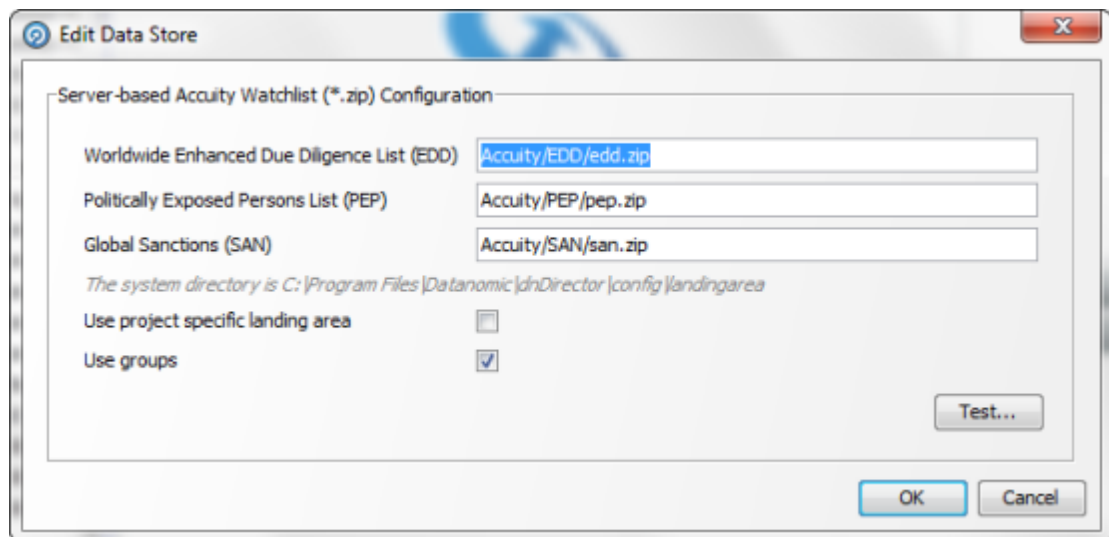 Edit Data Store
Server-based Accuity Watchlist (*.zip) Configuration
Worldwide Enhanced Due Diligence List (EDD) Accuity/EDD/edd.zip
Politically Exposed Persons List (PEP) Accuity/PEP/pep.zip
Global Sanctions (SAN) Accuity/SAN/san.zip
The system directory is C:\Program Files\Datanomic\dnDirector\config\landingarea
Use project specific landing area
Use groups
Test...
OK Cancel